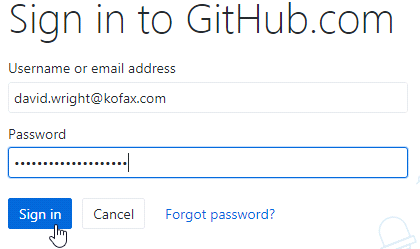 Sign in to GitHub.com
Username or email address
david.wright@kofax.com
Password
••••••••••••••••••••
Sign in Cancel Forgot password?